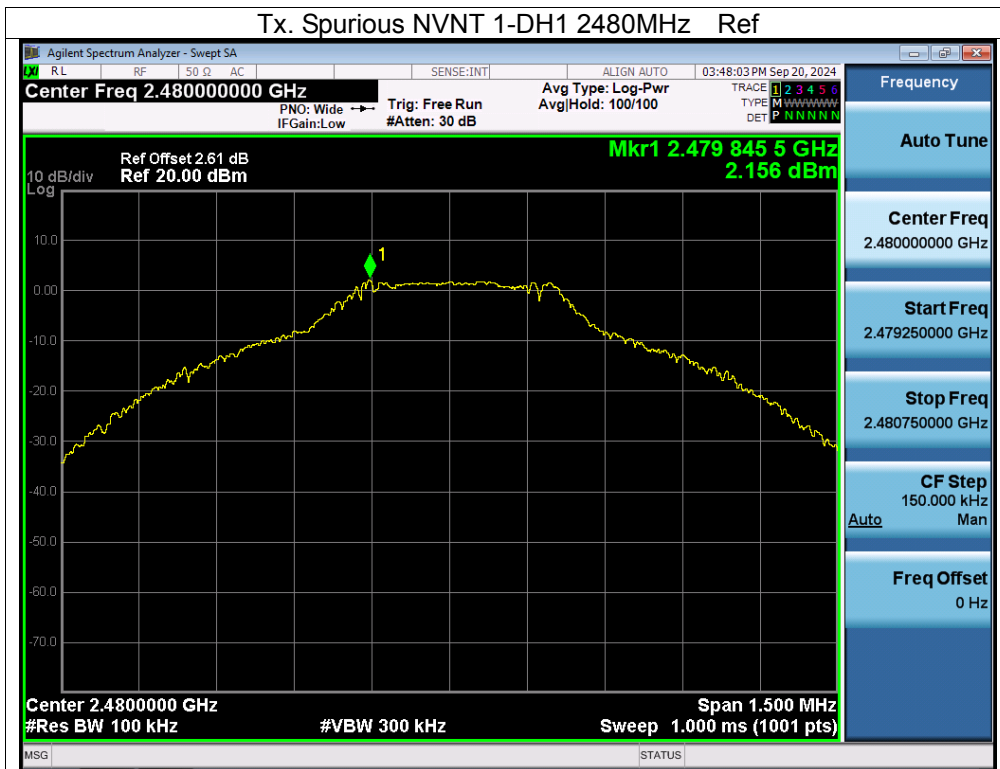 Tx. Spurious NVNT 1-DH1 2480MHz Ref
Agilent Spectrum Analyzer - Swept SA
LXI RL RF 50 Ω AC SENSE:INT ALIGN AUTO 03:48:03 PM Sep 20, 2024
Center Freq 2.480000000 GHz
PNO: Wide
IFGain:Low
Trig: Free Run
#Atten: 30 dB
Avg Type: Log-Pwr
Avg|Hold: 100/100
TRACE 1 2 3 4 5 6
TYPE M WWWWW
DET P N N N N N
Mkr1 2.479 845 5 GHz
2.156 dBm
Ref Offset 2.61 dB
10 dB/div Ref 20.00 dBm
Log
10.0
0.00
-10.0
-20.0
-30.0
-40.0
-50.0
-60.0
-70.0
1
Center 2.4800000 GHz Span 1.500 MHz
#Res BW 100 kHz #VBW 300 kHz Sweep 1.000 ms (1001 pts)
MSG STATUS
Frequency
Auto Tune
Center Freq
2.480000000 GHz
Start Freq
2.479250000 GHz
Stop Freq
2.480750000 GHz
CF Step
150.000 kHz
Auto Man
Freq Offset
0 Hz